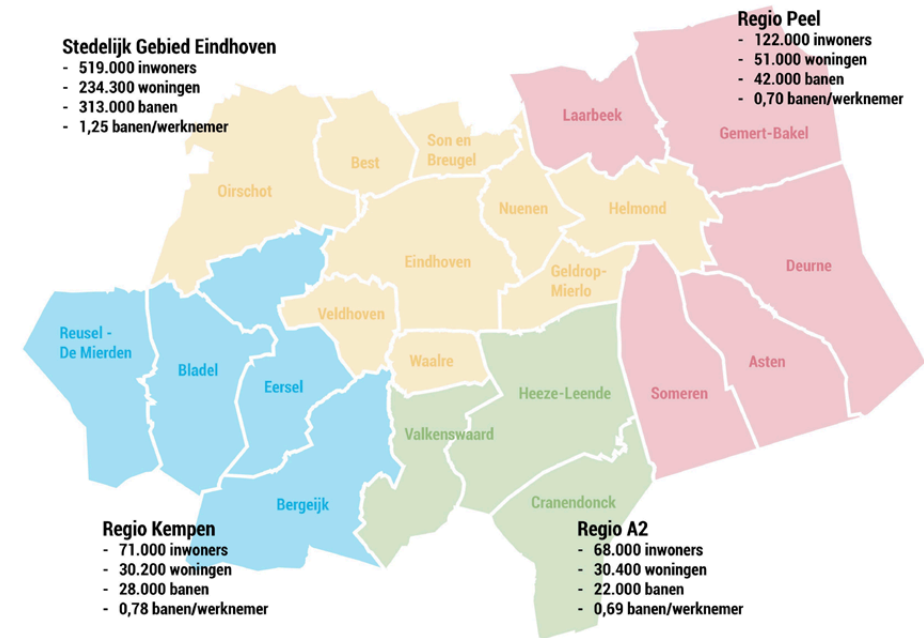 Stedelijk Gebied Eindhoven
- 519.000 inwoners
- 234.300 woningen
- 313.000 banen
- 1,25 banen/werknemer
Regio Peel
- 122.000 inwoners
- 51.000 woningen
- 42.000 banen
- 0,70 banen/werknemer
Laarbeek
Gemert-Bakel
Son en
Breugel
Best
Oirschot
Nuenen
Helmond
Eindhoven
Geldrop-
Mierlo
Deurne
Veldhoven
Reusel -
De Mierden
Bladel
Eersel
Waalre
Heeze-Leende
Someren
Asten
Valkenswaard
Bergeijk
Cranendonck
Regio Kempen
- 71.000 inwoners
- 30.200 woningen
- 28.000 banen
- 0,78 banen/werknemer
Regio A2
- 68.000 inwoners
- 30.400 woningen
- 22.000 banen
- 0,69 banen/werknemer